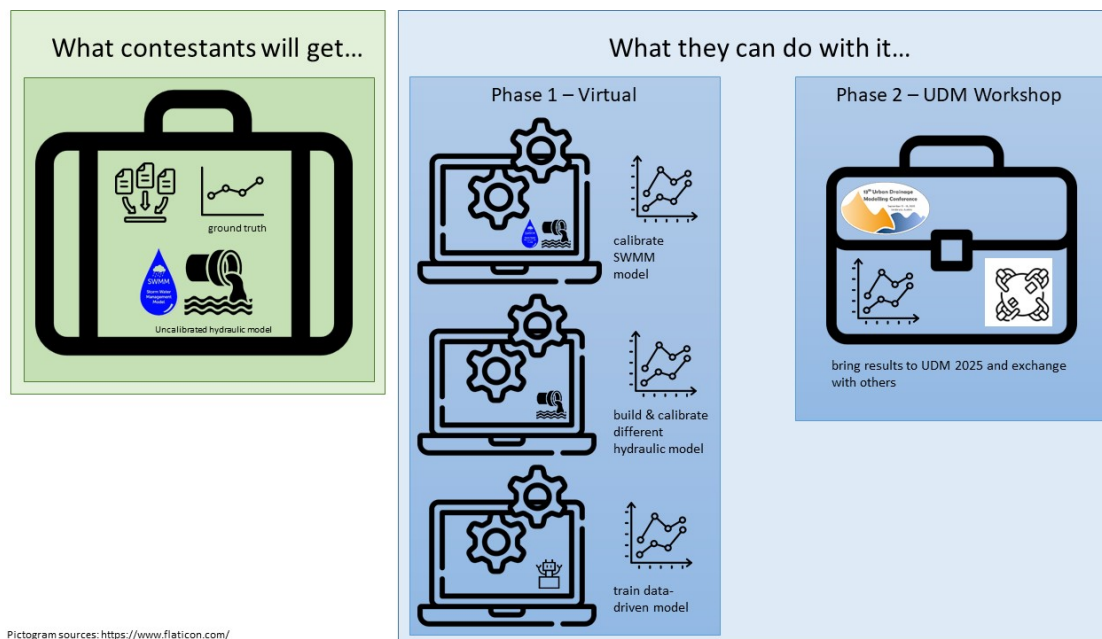 What contestants will get...
What they can do with it...
Phase 1 – Virtual
Phase 2 – UDM Workshop
ground truth
SWMM
Storm Water
Management
Model
Uncalibrated hydraulic model
calibrate
SWMM
model
build & calibrate
different
hydraulic model
train data-
driven model
Urban Drainage
Modelling Conference
bring results to UDM 2025 and exchange
with others
Pictogram sources: https://www.flaticon.com/